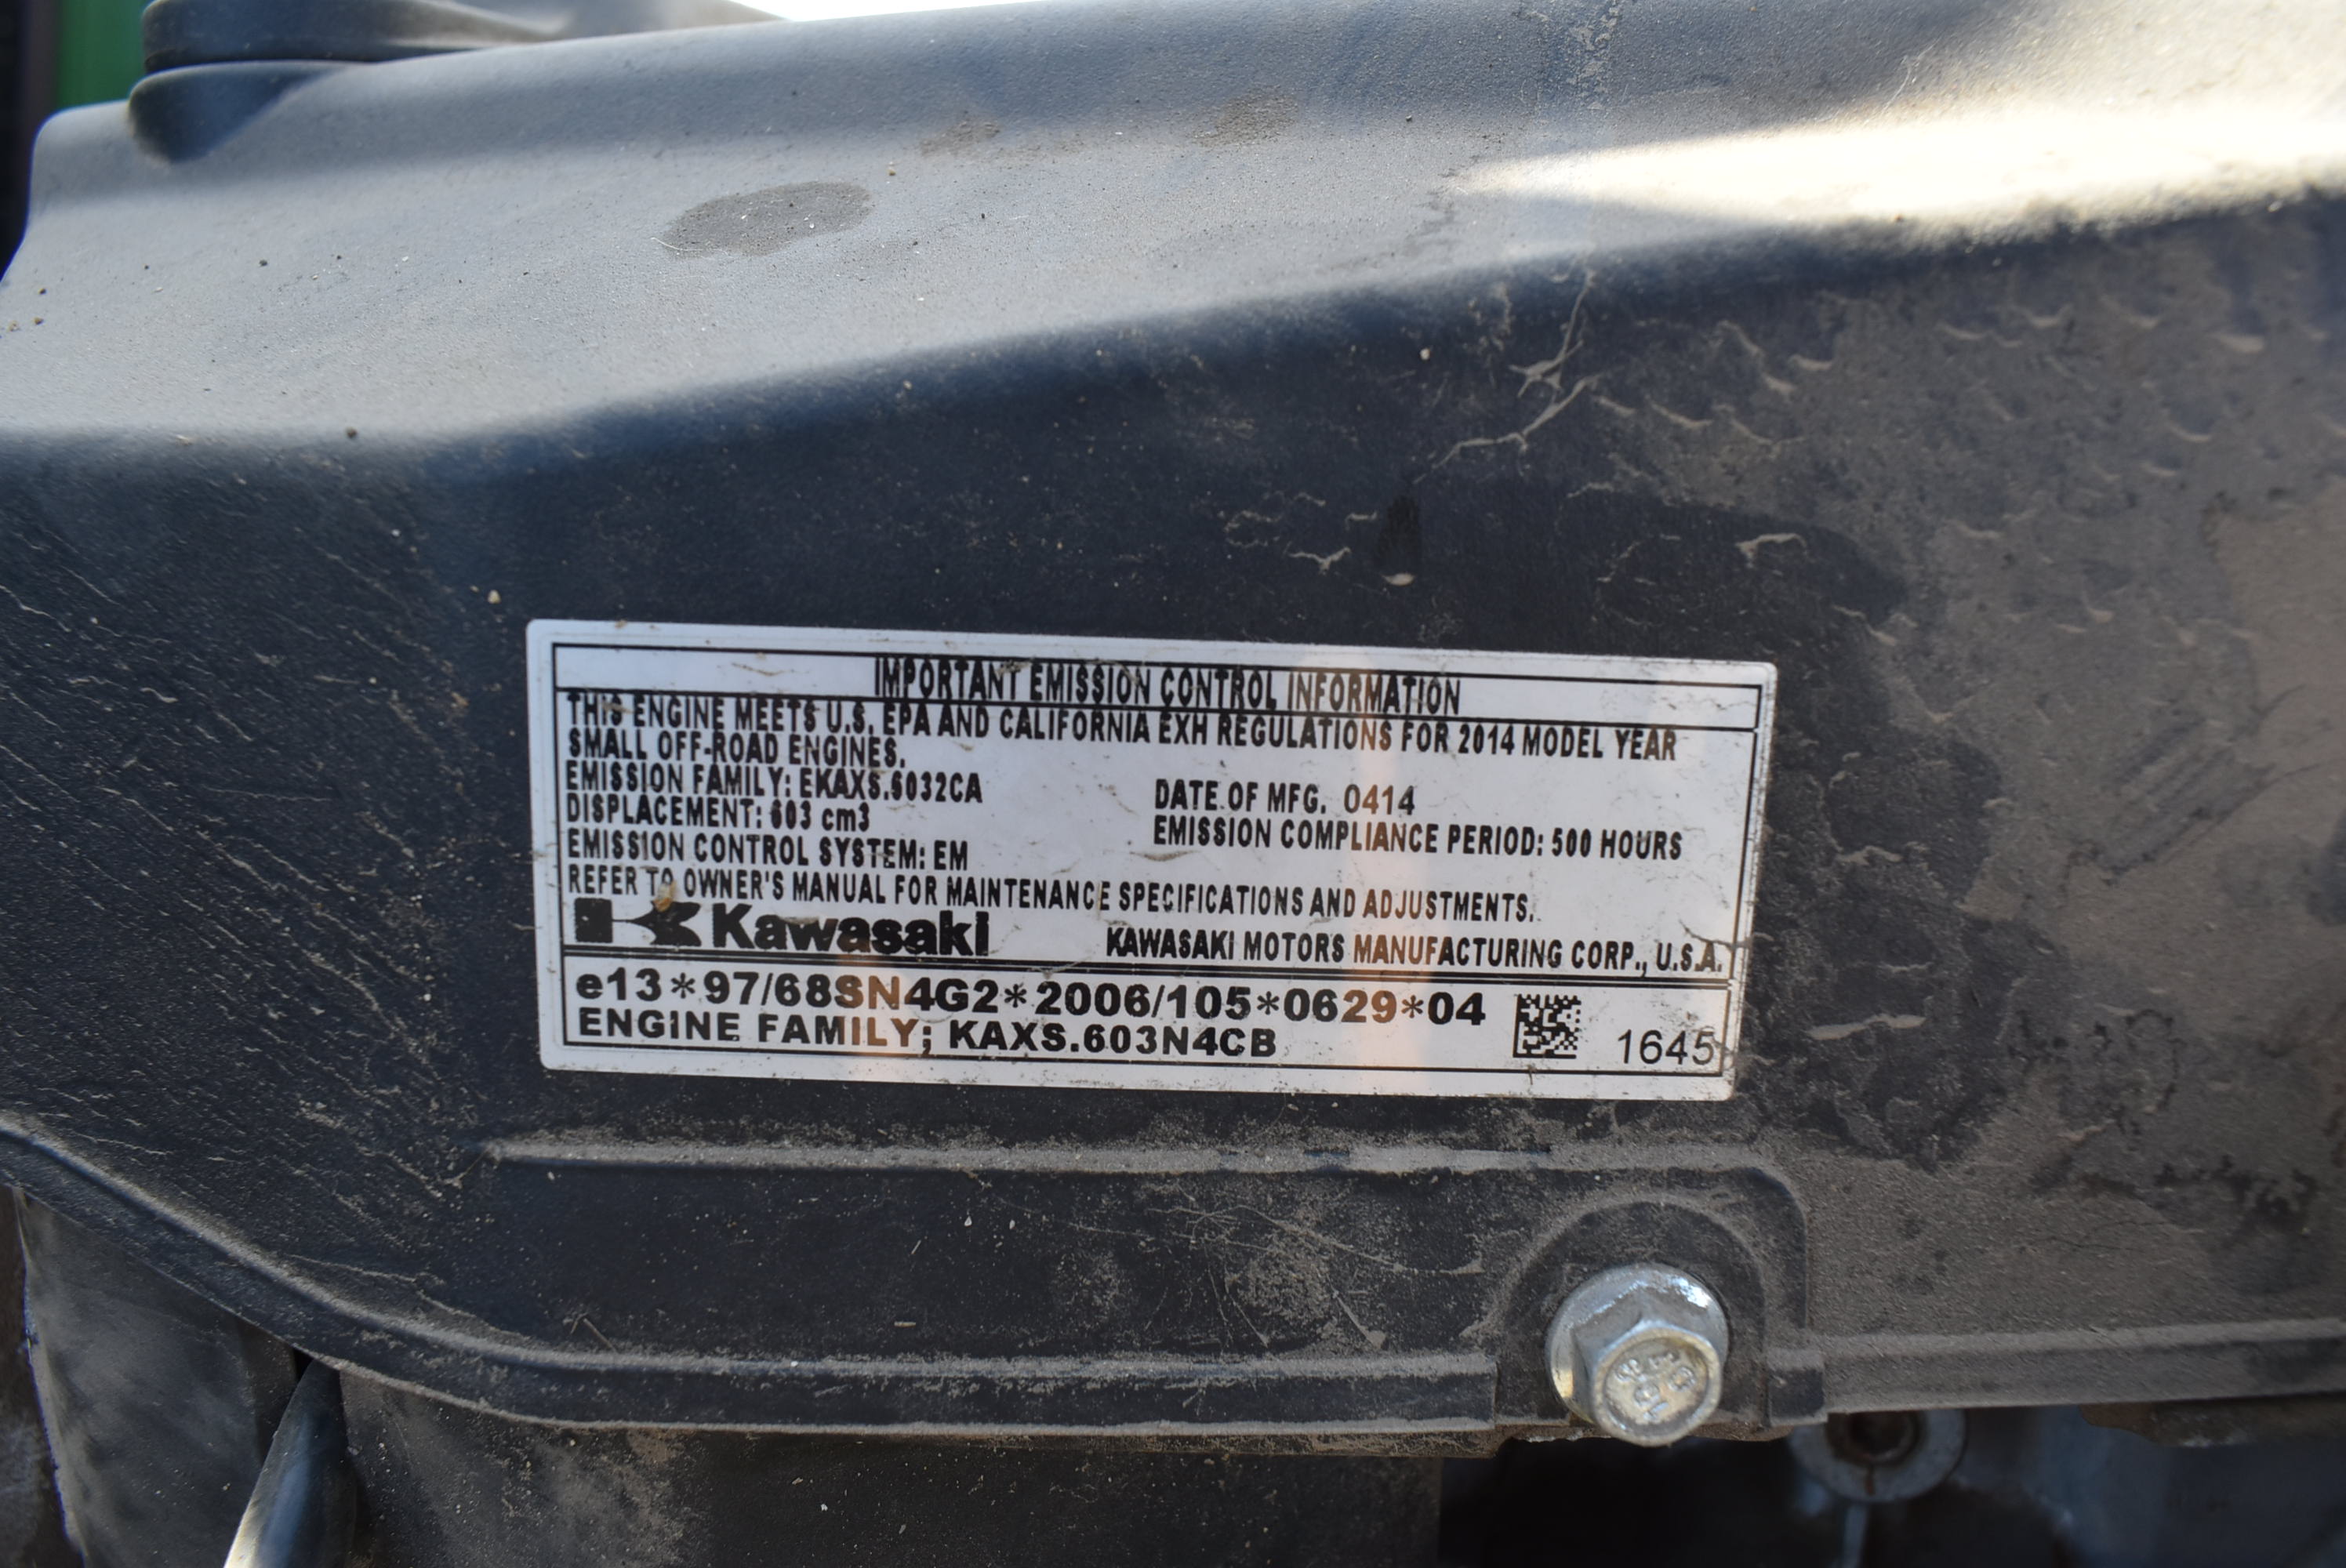 IMPORTANT EMISSION CONTROL INFORMATION
THIS ENGINE MEETS U.S. EPA AND CALIFORNIA EXH REGULATIONS FOR 2014 MODEL YEAR
SMALL OFF-ROAD ENGINES.
EMISSION FAMILY: EKAXS.6032CA
DATE OF MFG. 0414
DISPLACEMENT: 603 cm3
EMISSION COMPLIANCE PERIOD: 500 HOURS
EMISSION CONTROL SYSTEM: EM
REFER TO OWNER'S MANUAL FOR MAINTENANCE SPECIFICATIONS AND ADJUSTMENTS.
Kawasaki KAWASAKI MOTORS MANUFACTURING CORP., U.S.A.
e13*97/68SN4G2*2006/105*0629*04
ENGINE FAMILY; KAXS.603N4CB
1645